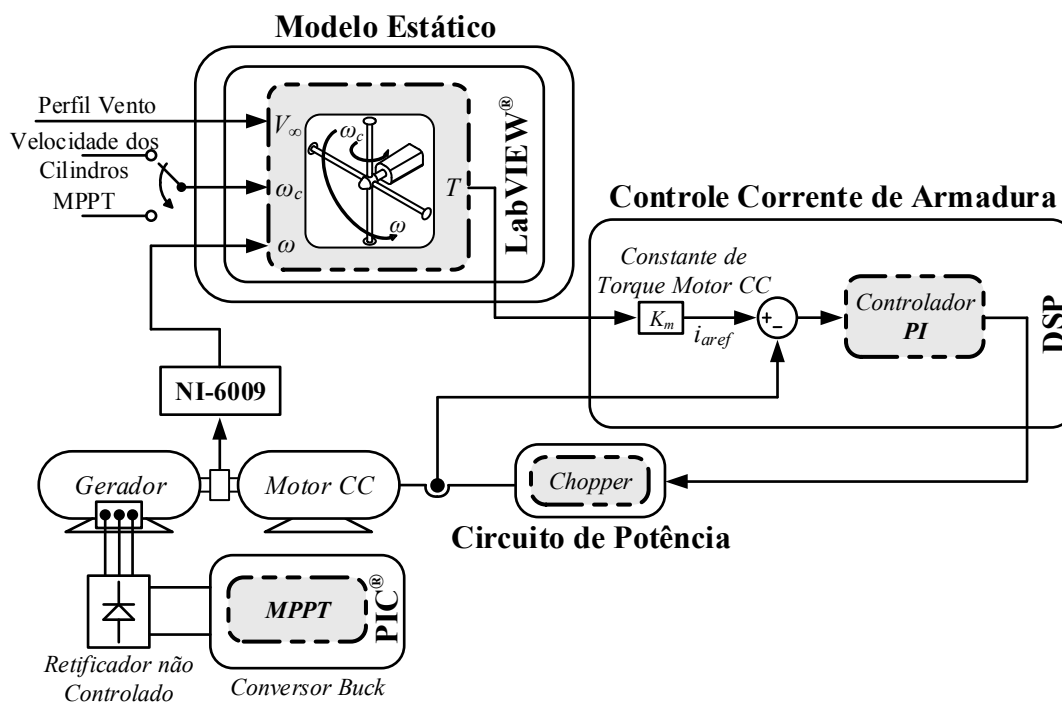 Modelo Estático
Perfil Vento
Velocidade dos
Cilindros
MPPT
V∞
ωc
ω
ωc
ω
T
LabVIEW®
Controle Corrente de Armadura
Constante de
Torque Motor CC
Km
iaref
+
−
Controlador
PI
DSP
NI-6009
Gerador
Motor CC
Chopper
Circuito de Potência
MPPT
PIC®
Retificador não
Controlado
Conversor Buck